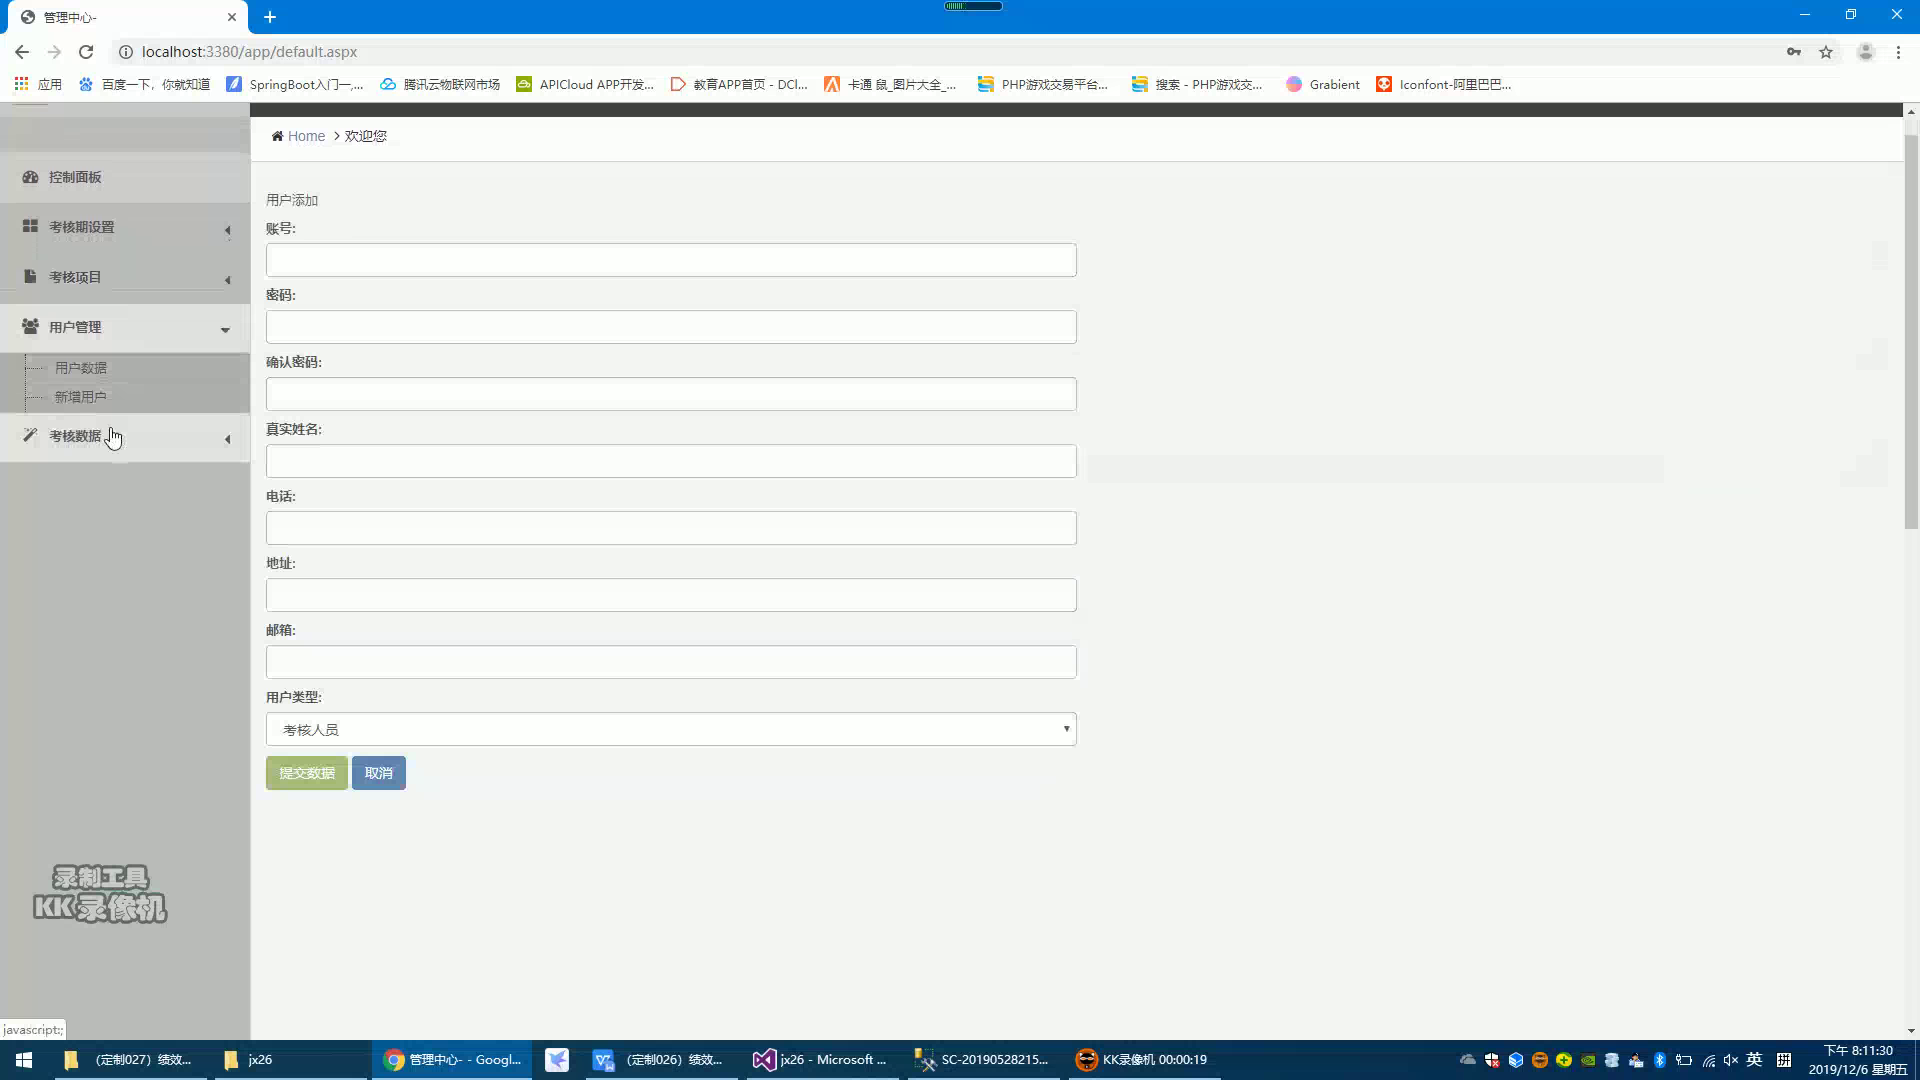 管理中心-
localhost:3380/app/default.aspx
应用
百度一下，你就知道
SpringBoot入门一,...
腾讯云物联网市场
APICloud APP开发...
教育APP首页 - DCl...
卡通 鼠_图片大全_...
PHP游戏交易平台...
搜索 - PHP游戏交...
Grabient
Iconfont-阿里巴巴...
Home > 欢迎您
控制面板
考核期设置
考核项目
用户管理
用户数据
新增用户
考核数据
用户添加
账号:
密码:
确认密码:
真实姓名:
电话:
地址:
邮箱:
用户类型:
考核人员
提交数据
取消
录制工具
KK录像机
javascript:;
（定制027）绩效...
jx26
管理中心- - Googl...
（定制026）绩效...
jx26 - Microsoft ...
SC-20190528215...
KK录像机 00:00:19
英
拼
下午 8:11:30
2019/12/6 星期五